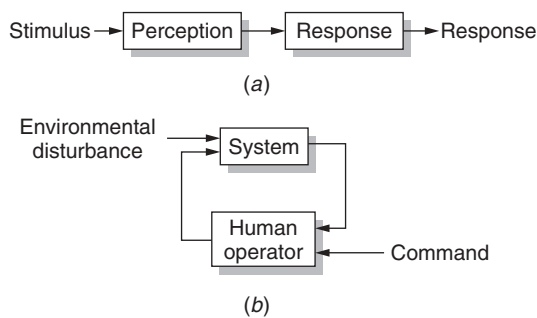 Stimulus Perception Response Response
(a)
Environmental
disturbance
System
Human
operator
Command
(b)